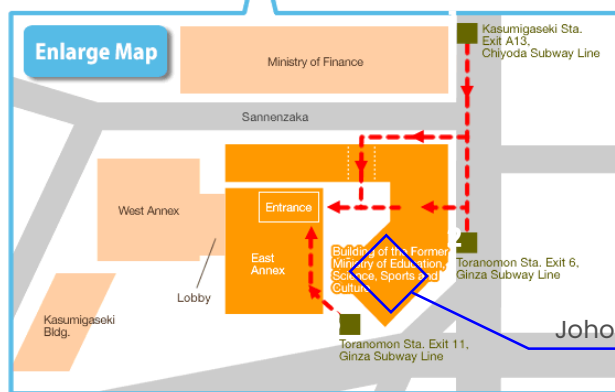 Enlarge Map
Kasumigaseki Sta.
Exit A13,
Chiyoda Subway Line
Ministry of Finance
Sannenzaka
West Annex
Entrance
2
Building of the Former
Ministry of Education,
Science, Sports and
Culture
East
Annex
Toranomon Sta. Exit 6,
Ginza Subway Line
Lobby
Kasumigaseki
Bldg.
Toranomon Sta. Exit 11,
Ginza Subway Line
Joho